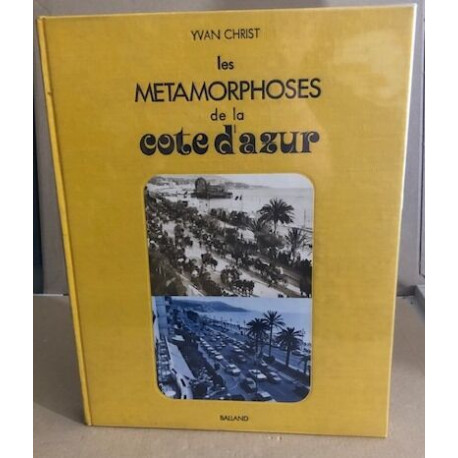 YVAN CHRIST
les
METAMORPHOSES
de la
cote d'azur
BALLAND